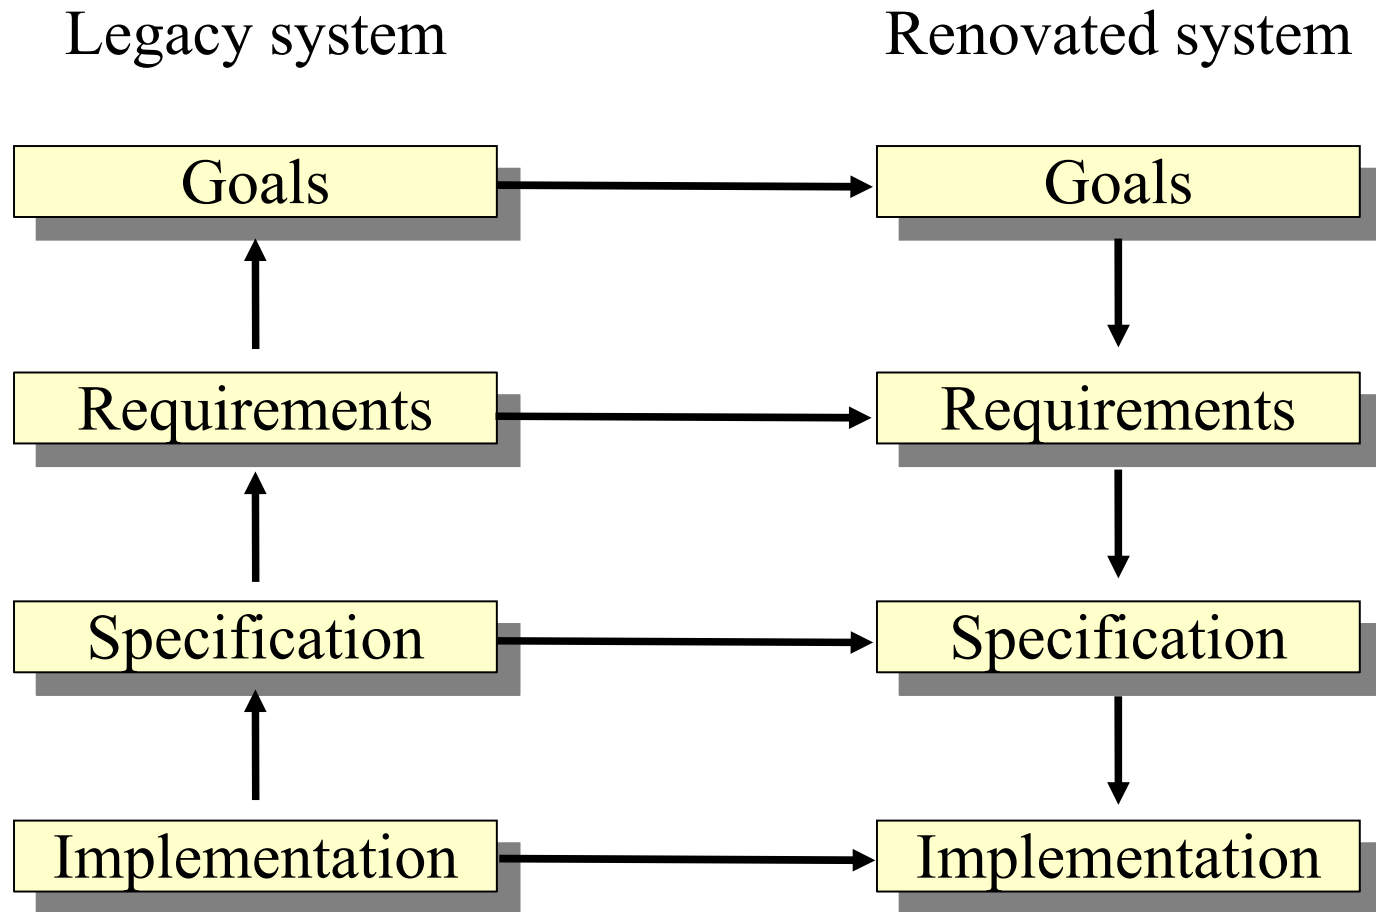 Legacy system
Renovated system
Goals
Goals
Requirements
Requirements
Specification
Specification
Implementation
Implementation